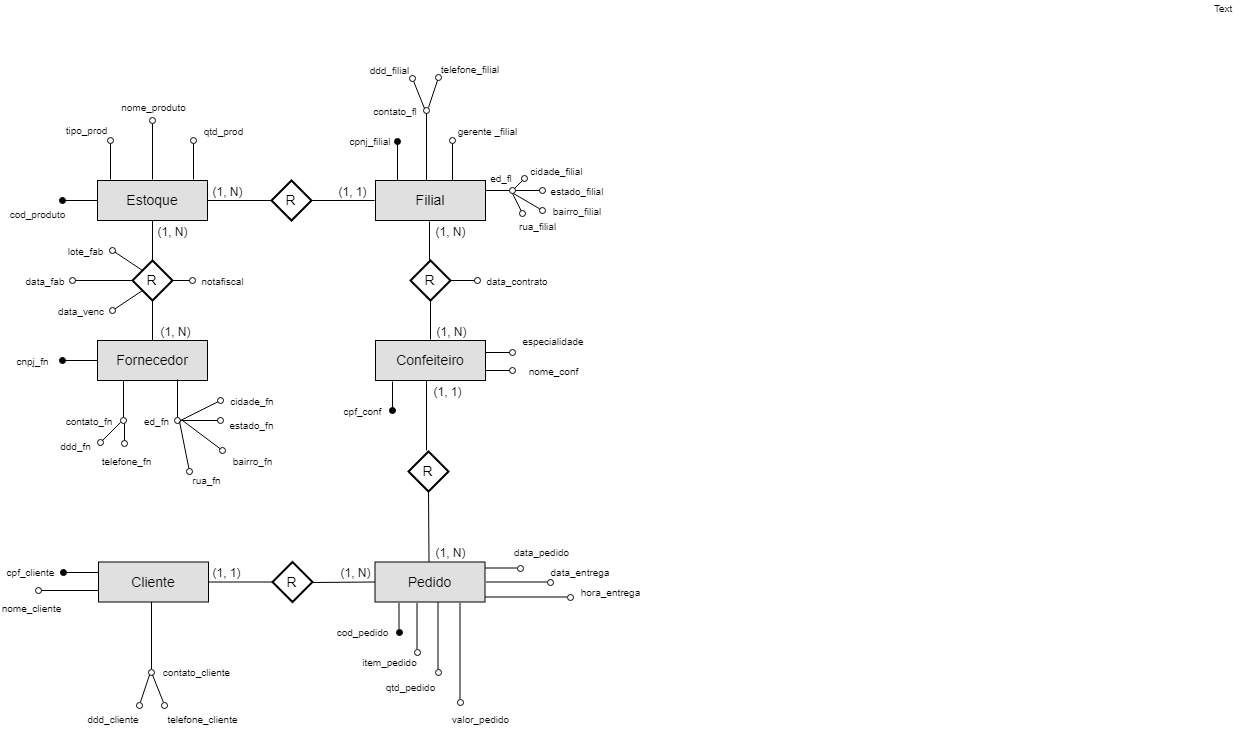 Text
ddd_filial
telefone_filial
nome_produto
contato_fl
tipo_prod
qtd_prod
cpnj_filial
gerente _filial
ed_fl
cidade_filial
Estoque
(1, N)
R
(1, 1)
Filial
estado_filial
cod_produto
bairro_filial
rua_filial
(1, N)
(1, N)
lote_fab
data_fab
R
notafiscal
R
data_contrato
data_venc
(1, N)
(1, N)
cnpj_fn
Fornecedor
Confeiteiro
especialidade
nome_conf
(1, 1)
cidade_fn
cpf_conf
contato_fn
ed_fn
estado_fn
ddd_fn
telefone_fn
bairro_fn
rua_fn
R
(1, N)
data_pedido
cpf_cliente
Cliente
(1, 1)
R
(1, N)
Pedido
data_entrega
hora_entrega
nome_cliente
cod_pedido
item_pedido
contato_cliente
qtd_pedido
ddd_cliente
telefone_cliente
valor_pedido